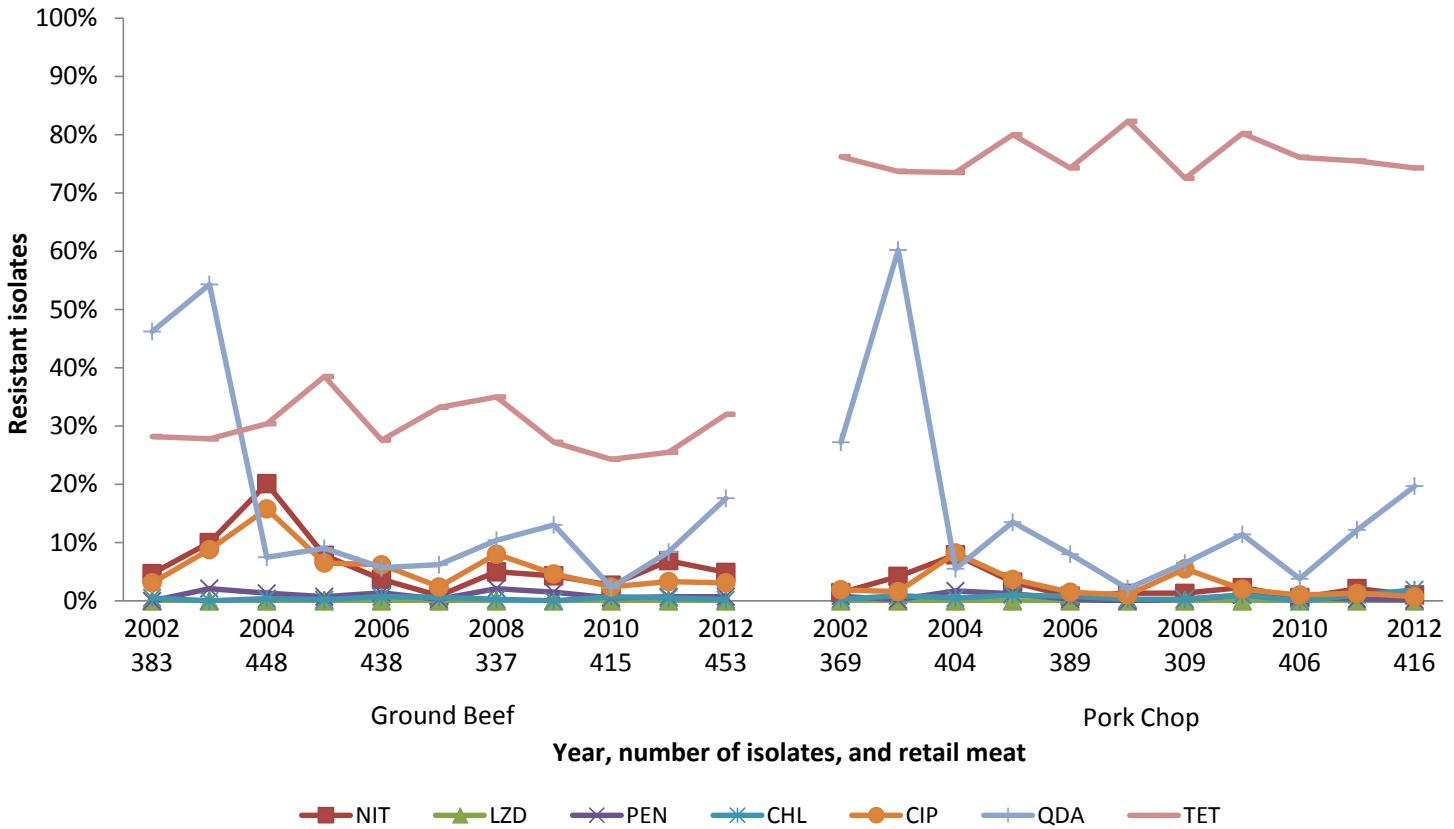 100%
90%
80%
70%
60%
50%
40%
30%
20%
10%
0%
Resistant isolates
2002 2004 2006 2008 2010 2012 2002 2004 2006 2008 2010 2012
383 448 438 337 415 453 369 404 389 309 406 416
Ground Beef Pork Chop
Year, number of isolates, and retail meat
NIT LZD PEN CHL CIP QDA TET